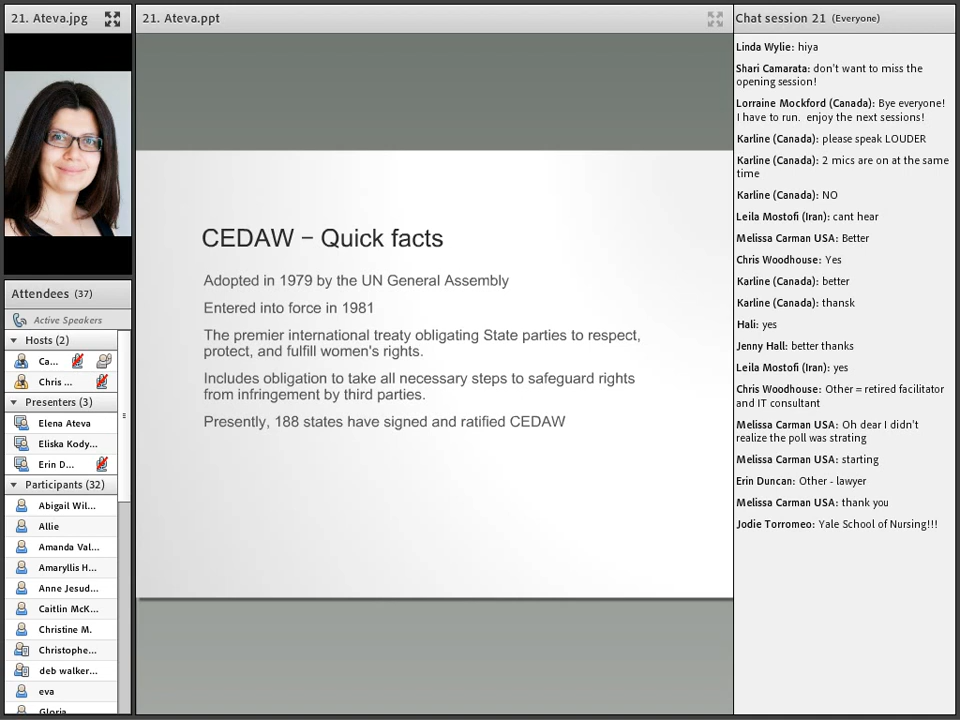 21. Ateva.jpg
Attendees (37)
Active Speakers
Hosts (2)
Ca...
Chris ...
Presenters (3)
Elena Ateva
Eliska Kody...
Erin D...
Participants (32)
Abigail Wil...
Allie
Amanda Val...
Amaryllis H...
Anne Jesud...
Caitlin McK...
Christine M.
Christophe...
deb walker...
eva
Gloria
21. Ateva.ppt
CEDAW – Quick facts
Adopted in 1979 by the UN General Assembly
Entered into force in 1981
The premier international treaty obligating State parties to respect,
protect, and fulfill women's rights.
Includes obligation to take all necessary steps to safeguard rights
from infringement by third parties.
Presently, 188 states have signed and ratified CEDAW
Chat session 21 (Everyone)
Linda Wylie: hiya
Shari Camarata: don't want to miss the
opening session!
Lorraine Mockford (Canada): Bye everyone!
I have to run. enjoy the next sessions!
Karline (Canada): please speak LOUDER
Karline (Canada): 2 mics are on at the same
time
Karline (Canada): NO
Leila Mostofi (Iran): cant hear
Melissa Carman USA: Better
Chris Woodhouse: Yes
Karline (Canada): better
Karline (Canada): thansk
Hali: yes
Jenny Hall: better thanks
Leila Mostofi (Iran): yes
Chris Woodhouse: Other = retired facilitator
and IT consultant
Melissa Carman USA: Oh dear I didn't
realize the poll was strating
Melissa Carman USA: starting
Erin Duncan: Other - lawyer
Melissa Carman USA: thank you
Jodie Torromeo: Yale School of Nursing!!!